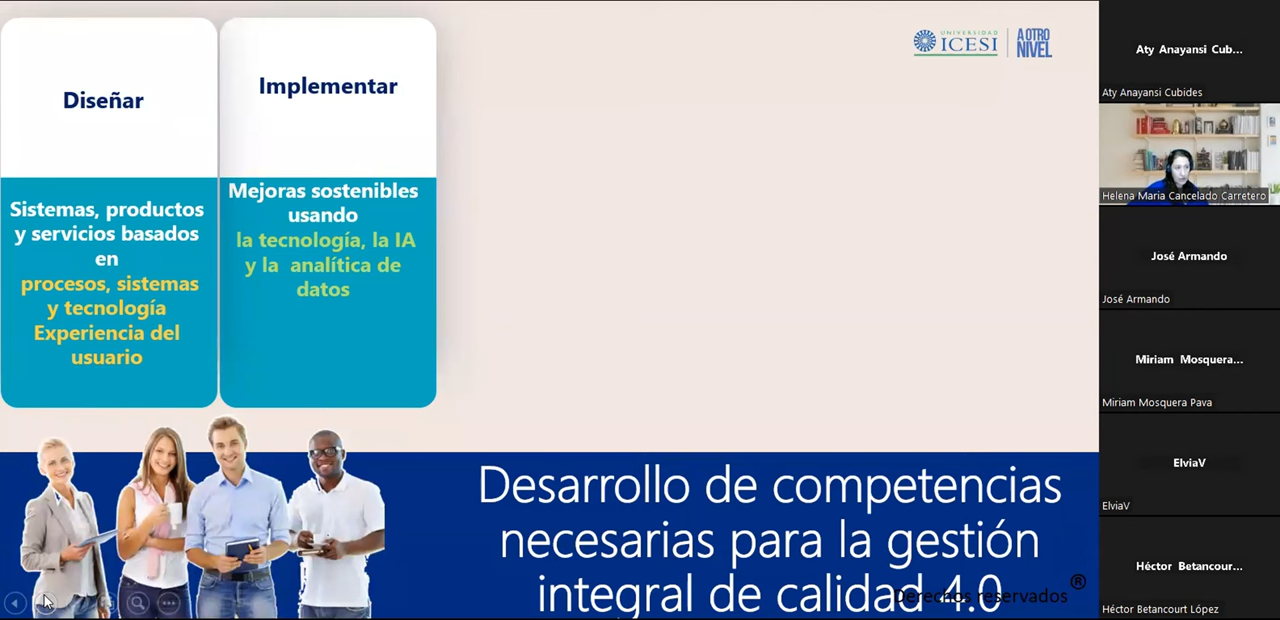 Diseñar
Sistemas, productos
y servicios basados
en
procesos, sistemas
y tecnología
Experiencia del
usuario
Implementar
Mejoras sostenibles
usando
la tecnología, la IA
y la analítica de
datos
UNIVERSIDAD
ICESI
A OTRO
NIVEL
Desarrollo de competencias
necesarias para la gestión
integral de calidad 4.0
Derechos reservados ®
Aty Anayansi Cub...
Aty Anayansi Cubides
Helena Maria Cancelado Carretero
José Armando
José Armando
Miriam Mosquera...
Miriam Mosquera Pava
ElviaV
ElviaV
Héctor Betancour...
Héctor Betancourt López